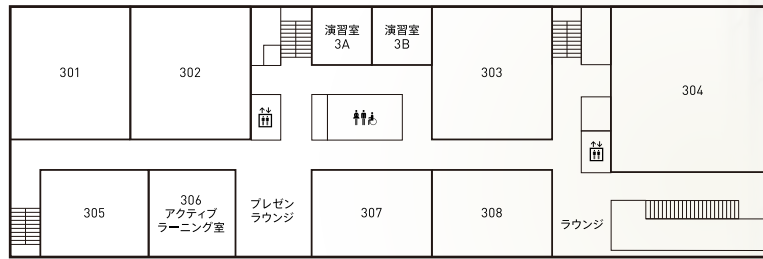 301
302
演習室
3A
演習室
3B
303
304
305
306
アクティブ
ラーニング室
プレゼン
ラウンジ
307
308
ラウンジ